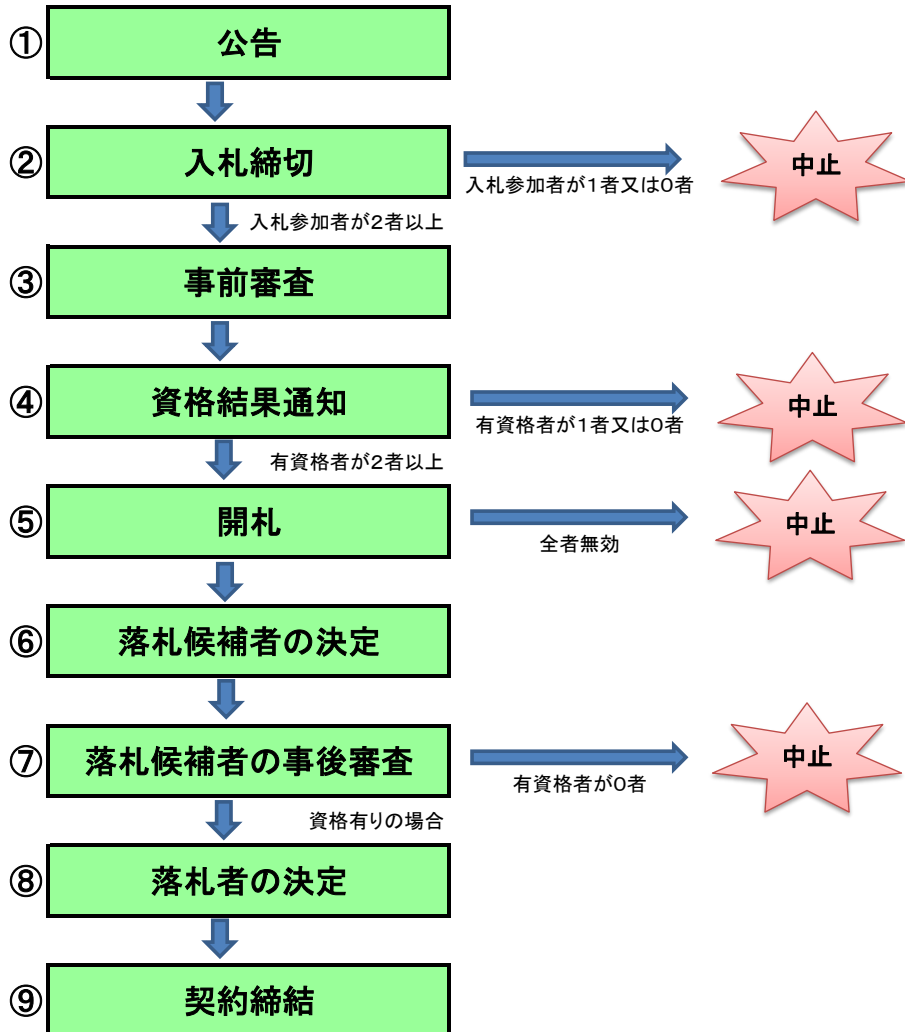 ① 公告
② 入札締切
中止
入札参加者が1者又は0者
入札参加者が2者以上
③ 事前審査
④ 資格結果通知
中止
有資格者が1者又は0者
有資格者が2者以上
⑤ 開札
中止
全者無効
⑥ 落札候補者の決定
⑦ 落札候補者の事後審査
中止
有資格者が0者
資格有りの場合
⑧ 落札者の決定
⑨ 契約締結